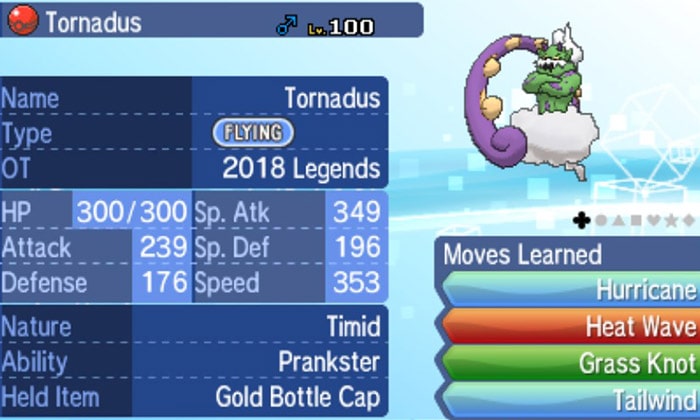 Tornadus ♂ Lv. 100
Name Tornadus
Type FLYING
OT 2018 Legends
HP 300/300 Sp. Atk 349
Attack 239 Sp. Def 196
Defense 176 Speed 353
Nature Timid
Ability Prankster
Held Item Gold Bottle Cap
Moves Learned
Hurricane
Heat Wave
Grass Knot
Tailwind